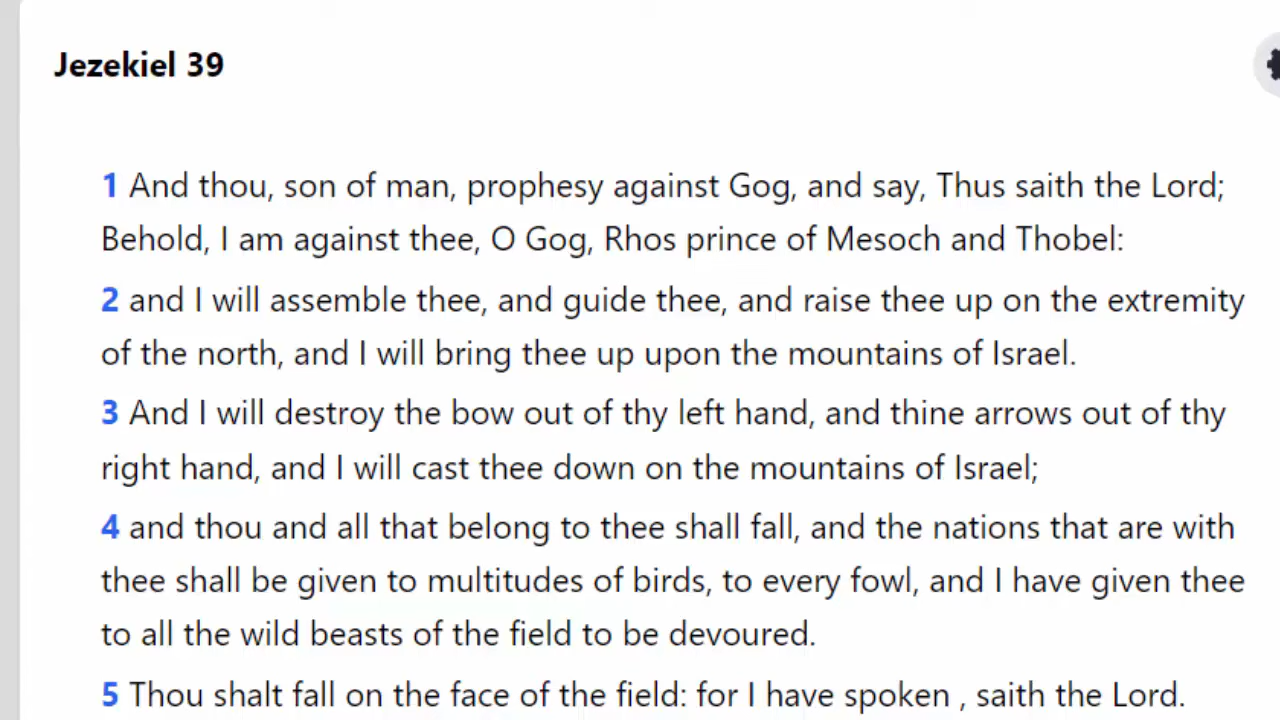 Jezekiel 39
1 And thou, son of man, prophesy against Gog, and say, Thus saith the Lord;
Behold, I am against thee, O Gog, Rhos prince of Mesoch and Thobel:
2 and I will assemble thee, and guide thee, and raise thee up on the extremity
of the north, and I will bring thee up upon the mountains of Israel.
3 And I will destroy the bow out of thy left hand, and thine arrows out of thy
right hand, and I will cast thee down on the mountains of Israel;
4 and thou and all that belong to thee shall fall, and the nations that are with
thee shall be given to multitudes of birds, to every fowl, and I have given thee
to all the wild beasts of the field to be devoured.
5 Thou shalt fall on the face of the field: for I have spoken , saith the Lord.